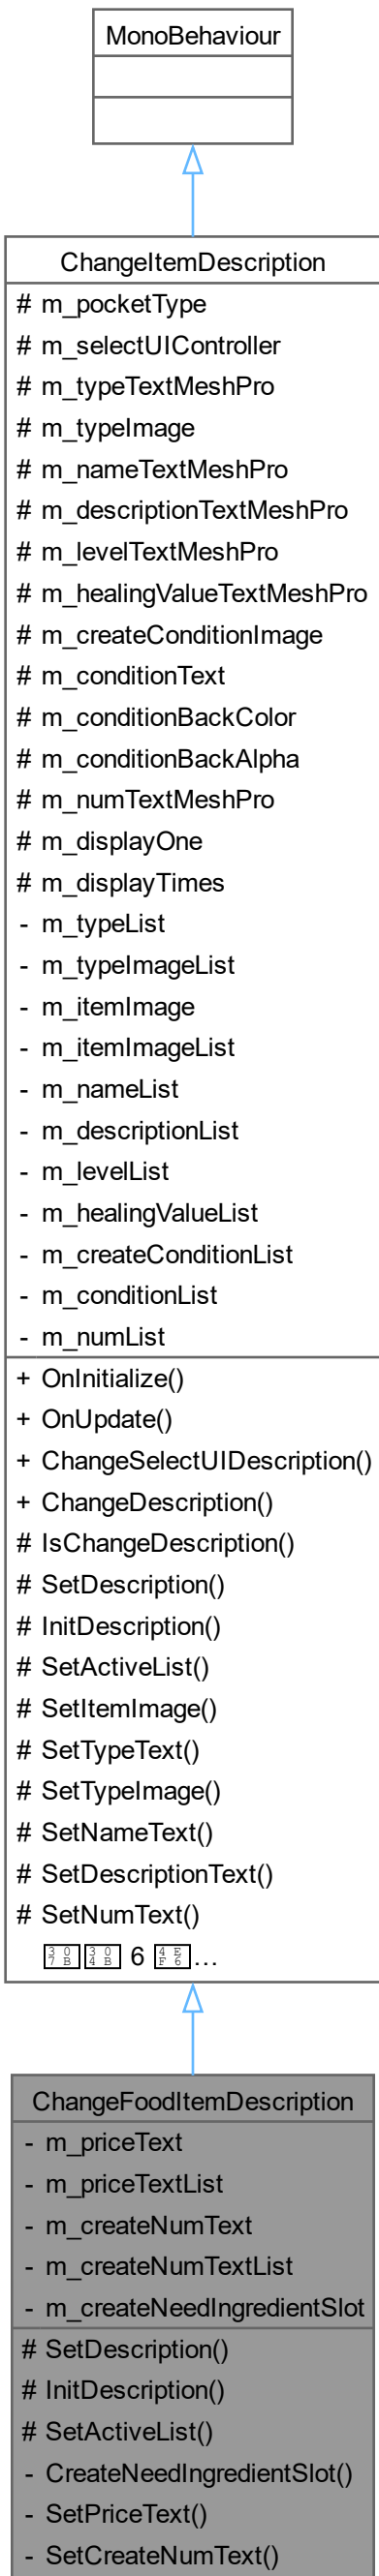 MonoBehaviour
ChangeItemDescription
# m_pocketType
# m_selectUIController
# m_typeTextMeshPro
# m_typeImage
# m_nameTextMeshPro
# m_descriptionTextMeshPro
# m_levelTextMeshPro
# m_healingValueTextMeshPro
# m_createConditionImage
# m_conditionText
# m_conditionBackColor
# m_conditionBackAlpha
# m_numTextMeshPro
# m_displayOne
# m_displayTimes
- m_typeList
- m_typeImageList
- m_itemImage
- m_itemImageList
- m_nameList
- m_descriptionList
- m_levelList
- m_healingValueList
- m_createConditionList
- m_conditionList
- m_numList
+ OnInitialize()
+ OnUpdate()
+ ChangeSelectUIDescription()
+ ChangeDescription()
# IsChangeDescription()
# SetDescription()
# InitDescription()
# SetActiveList()
# SetItemImage()
# SetTypeText()
# SetTypeImage()
# SetNameText()
# SetDescriptionText()
# SetNumText()
6 ...
ChangeFoodItemDescription
- m_priceText
- m_priceTextList
- m_createNumText
- m_createNumTextList
- m_createNeedIngredientSlot
# SetDescription()
# InitDescription()
# SetActiveList()
- CreateNeedIngredientSlot()
- SetPriceText()
- SetCreateNumText()